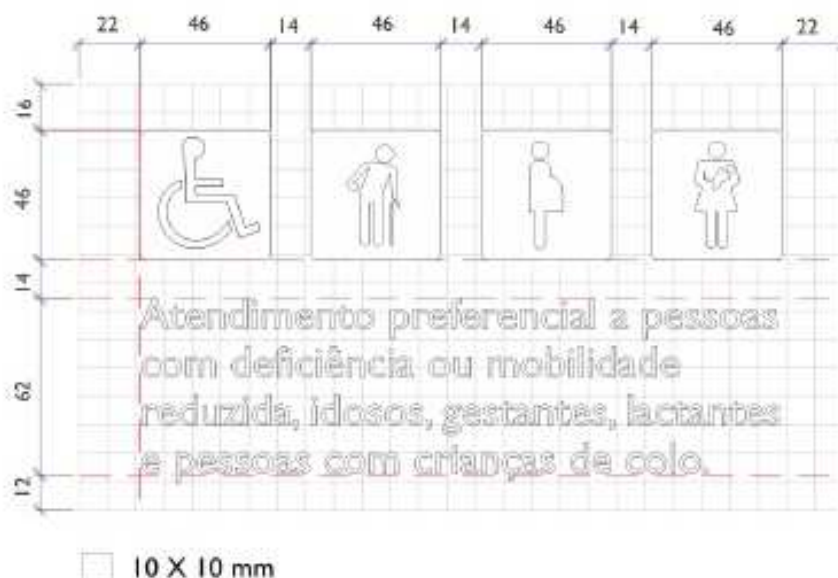 22 46 14 46 14 46 14 46 22
16
46
14
62
12
Atendimento preferencial a pessoas
com deficiência ou mobilidade
reduzida, idosos, gestantes, lactantes
e pessoas com crianças de colo.
10 X 10 mm